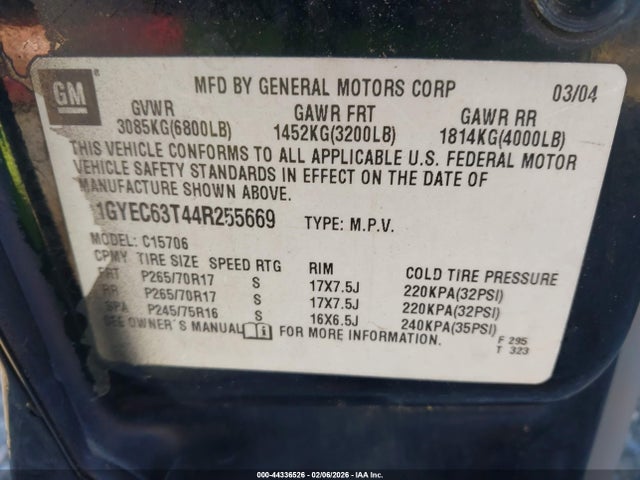 GM
MFD BY GENERAL MOTORS CORP 03/04
GVWR GAWR FRT GAWR RR
3085KG(6800LB) 1452KG(3200LB) 1814KG(4000LB)
THIS VEHICLE CONFORMS TO ALL APPLICABLE U.S. FEDERAL MOTOR
VEHICLE SAFETY STANDARDS IN EFFECT ON THE DATE OF
MANUFACTURE SHOWN ABOVE.
1GYEC63T44R255669 TYPE: M.P.V.
MODEL: C15706
CPMY TIRE SIZE SPEED RTG RIM COLD TIRE PRESSURE
FRT P265/70R17 S 17X7.5J 220KPA(32PSI)
RR P265/70R17 S 17X7.5J 220KPA(32PSI)
SPA P245/75R16 S 16X6.5J 240KPA(35PSI)
SEE OWNER'S MANUAL FOR MORE INFORMATION.
F 295
T 323
000-44336526 - 02/06/2026 - IAA Inc.